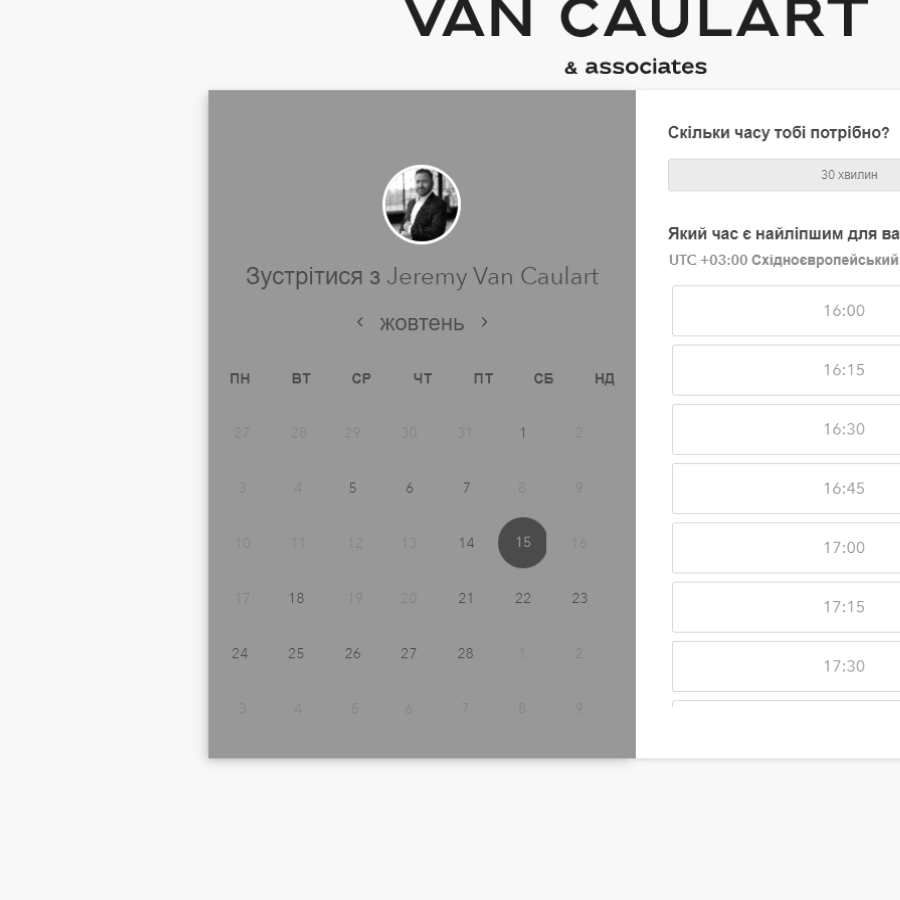 VAN CAULART
& associates
Зустрітися з Jeremy Van Caulart
жовтень
ПН ВТ СР ЧТ ПТ СБ НД
27 28 29 30 31 1 2
3 4 5 6 7 8 9
10 11 12 13 14 15 16
17 18 19 20 21 22 23
24 25 26 27 28 1 2
3 4 5 6 7 8 9
Скільки часу тобі потрібно?
30 хвилин
Який час є найліпшим для ва
UTC +03:00 Східноєвропейський
16:00
16:15
16:30
16:45
17:00
17:15
17:30